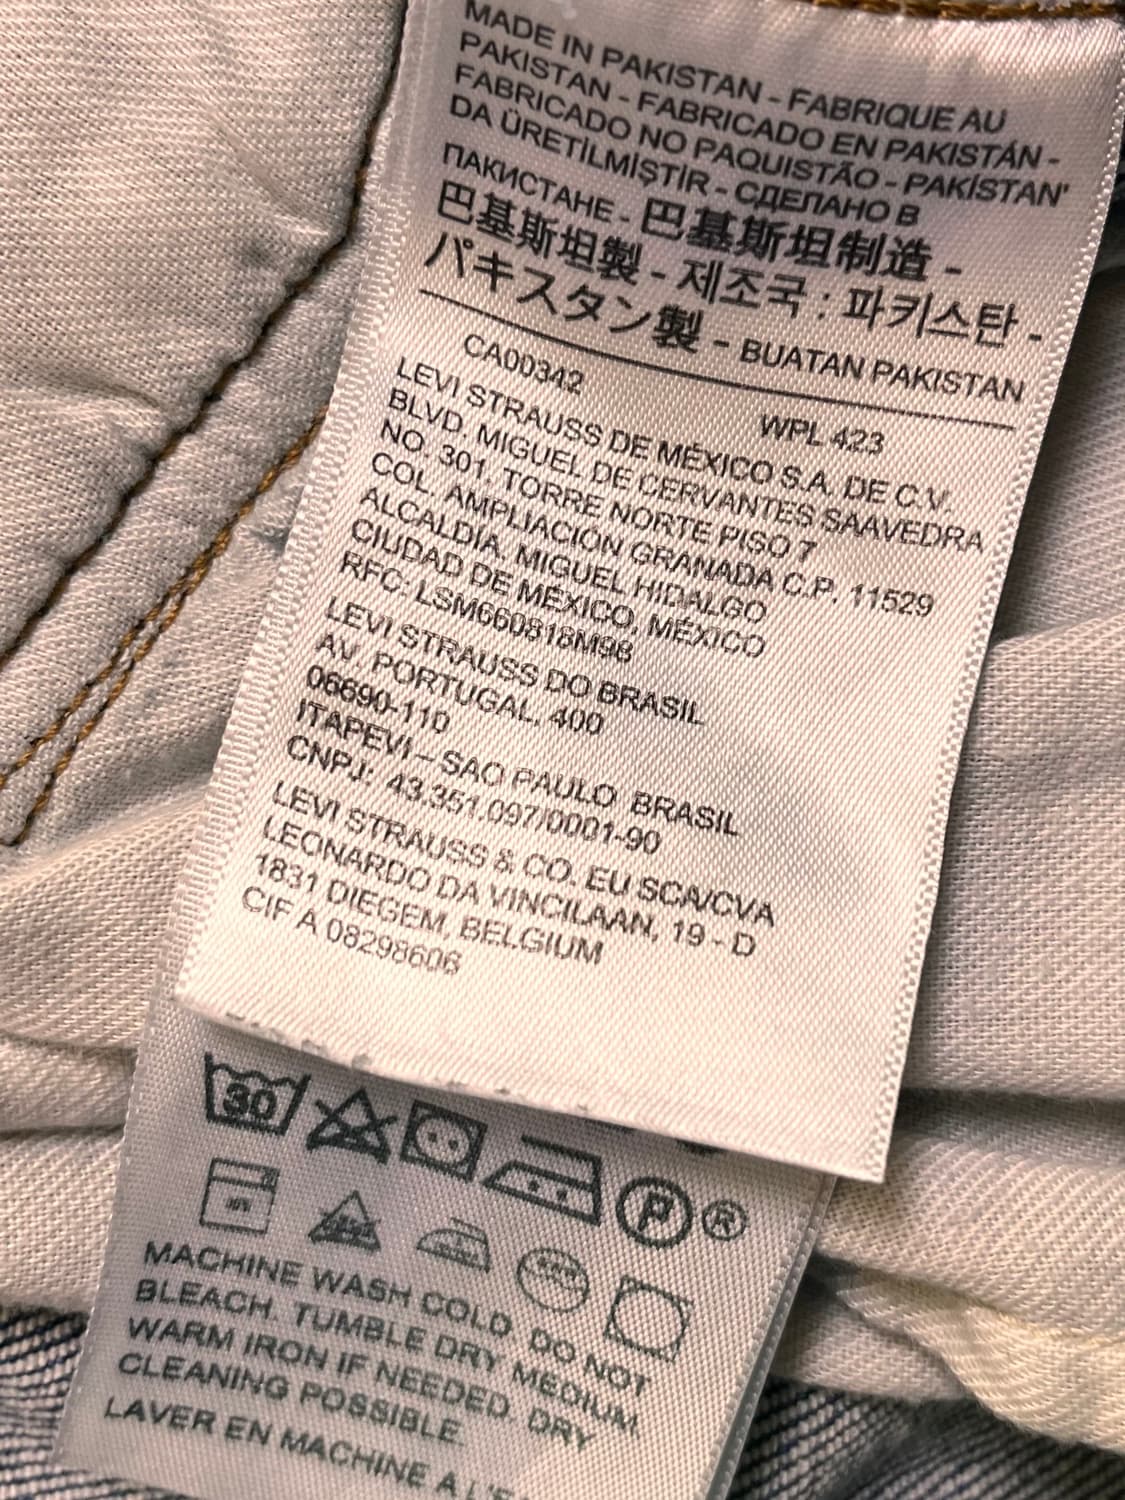 MADE IN PAKISTAN - FABRIQUE AU
PAKISTAN - FABRICADO EN PAKISTÁN -
FABRICADO NO PAQUISTÃO - PAKİSTAN'
DA ÜRETİLMİŞTİR - СДЕЛАНО В
ПАКИСТАНЕ - 巴基斯坦制造 -
巴基斯坦製 - 제조국 : 파키스탄 -
パキスタン製 - BUATAN PAKISTAN
CA00342 WPL 423
LEVI STRAUSS DE MÉXICO S.A. DE C.V.
BLVD. MIGUEL DE CERVANTES SAAVEDRA
NO. 301, TORRE NORTE PISO 7
COL. AMPLIACIÓN GRANADA C.P. 11529
ALCALDÍA. MIGUEL HIDALGO
CIUDAD DE MÉXICO, MÉXICO
RFC: LSM660818M98
LEVI STRAUSS DO BRASIL
AV. PORTUGAL, 400
06690-110
ITAPEVI – SAO PAULO BRASIL
CNPJ: 43.351.097/0001-90
LEVI STRAUSS & CO. EU SCA/CVA
LEONARDO DA VINCILAAN, 19 - D
1831 DIEGEM, BELGIUM
CIF A 08298606
30 P ®
MACHINE WASH COLD. DO NOT
BLEACH. TUMBLE DRY MEDIUM.
WARM IRON IF NEEDED. DRY
CLEANING POSSIBLE.
LAVER EN MACHINE A L'E